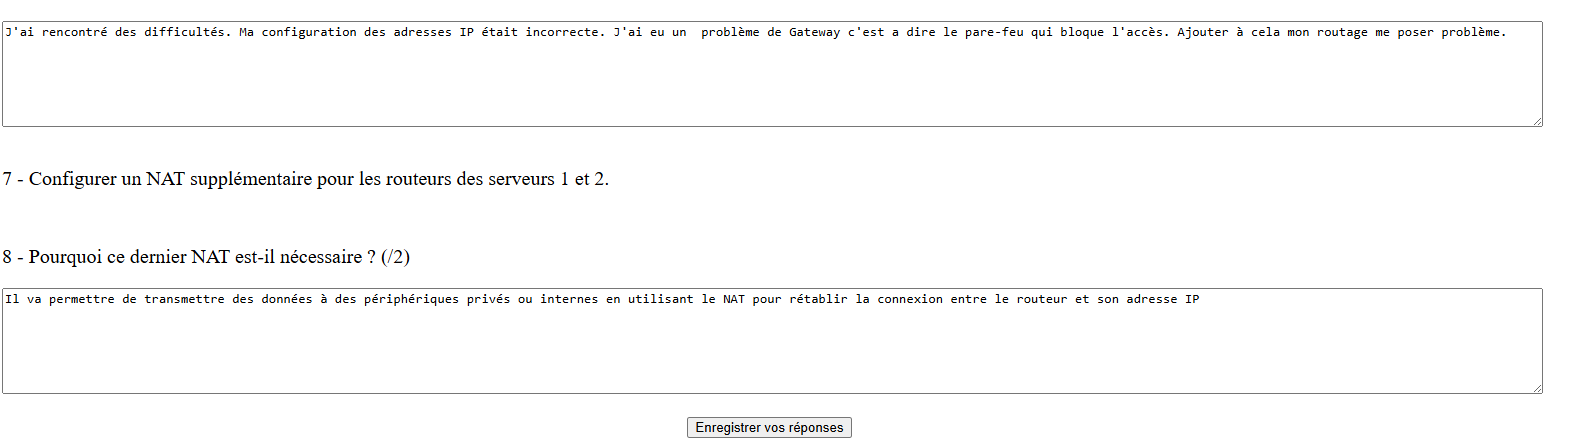 J'ai rencontré des difficultés. Ma configuration des adresses IP était incorrecte. J'ai eu un  problème de Gateway c'est a dire le pare-feu qui bloque l'accès. Ajouter à cela mon routage me poser problème.
7 - Configurer un NAT supplémentaire pour les routeurs des serveurs 1 et 2.
8 - Pourquoi ce dernier NAT est-il nécessaire ? (/2)
Il va permettre de transmettre des données à des périphériques privés ou internes en utilisant le NAT pour rétablir la connexion entre le routeur et son adresse IP
Enregistrer vos réponses